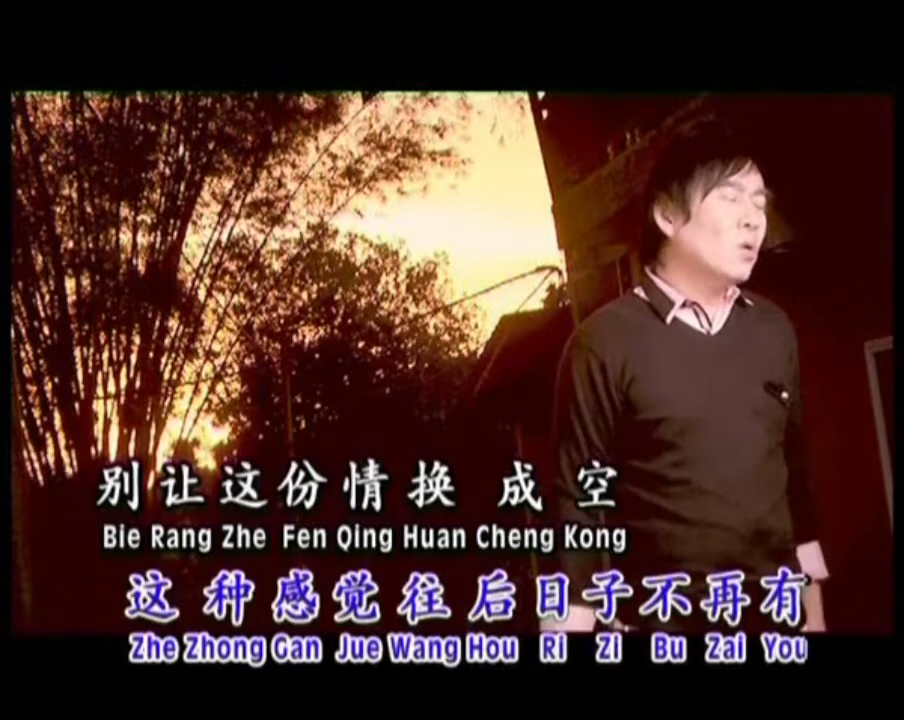 别让这份情换 成 空
Bie Rang Zhe Fen Qing Huan Cheng Kong
这 种 感 觉 往 后 日 子 不 再 有
Zhe Zhong Gan Jue Wang Hou Ri Zi Bu Zai You